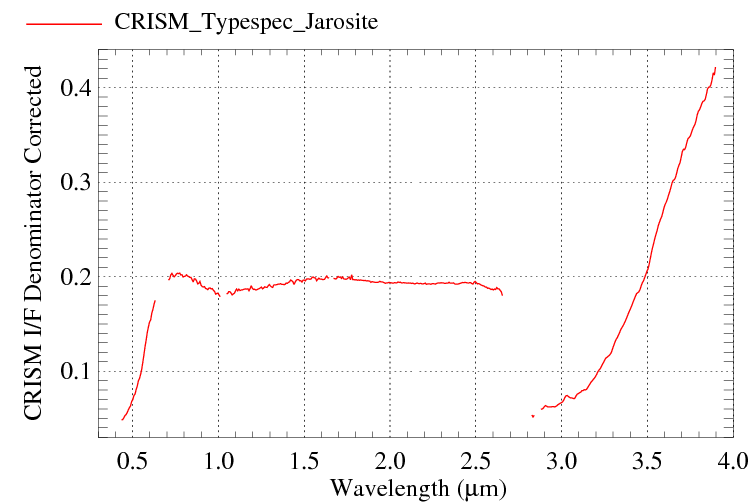 CRISM_Typespec_Jarosite
CRISM I/F Denominator Corrected
0.4
0.3
0.2
0.1
0.5 1.0 1.5 2.0 2.5 3.0 3.5 4.0
Wavelength (μm)